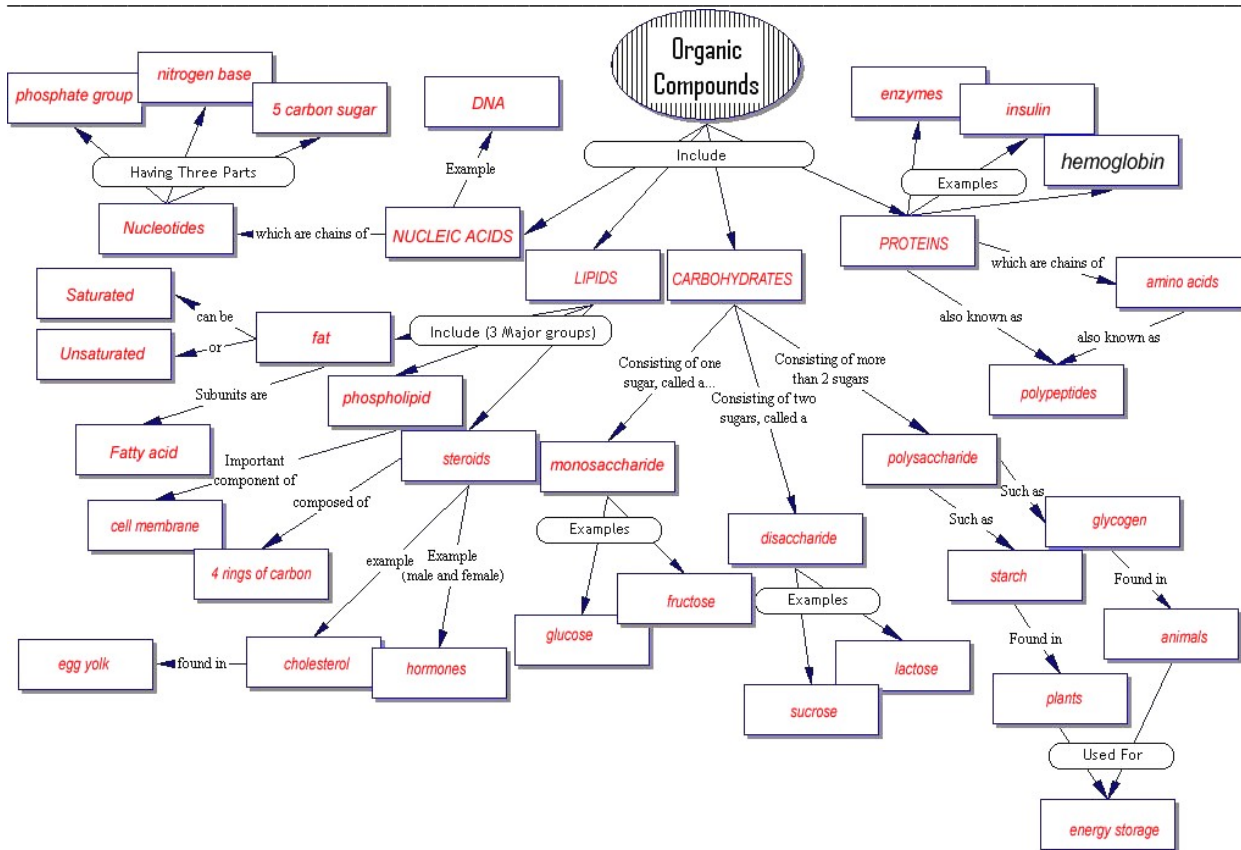 Organic
Compounds
nitrogen base
phosphate group
5 carbon sugar
DNA
enzymes
insulin
hemoglobin
Include
Having Three Parts
Example
Examples
Nucleotides
which are chains of
NUCLEIC ACIDS
PROTEINS
LIPIDS
CARBOHYDRATES
which are chains of
amino acids
Saturated
can be
or
Unsaturated
fat
Include (3 Major groups)
also known as
also known as
polypeptides
Consisting of one
sugar, called a...
Consisting of two
sugars, called a
Consisting of more
than 2 sugars
Subunits are
phospholipid
Fatty acid
Important
component of
steroids
monosaccharide
polysaccharide
cell membrane
composed of
4 rings of carbon
Examples
disaccharide
Such as
Such as
glycogen
starch
example
Example
(male and female)
glucose
fructose
Examples
Found in
Found in
animals
egg yolk
found in
cholesterol
hormones
lactose
sucrose
plants
Used For
energy storage